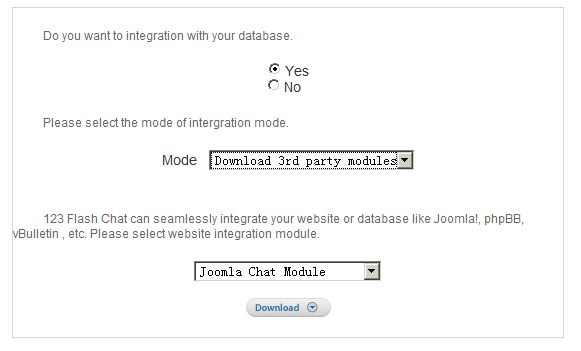 Do you want to integration with your database.
Yes
No
Please select the mode of intergration mode.
Mode Download 3rd party modules
123 Flash Chat can seamlessly integrate your website or database like Joomla!, phpBB,
vBulletin , etc. Please select website integration module.
Joomla Chat Module
Download